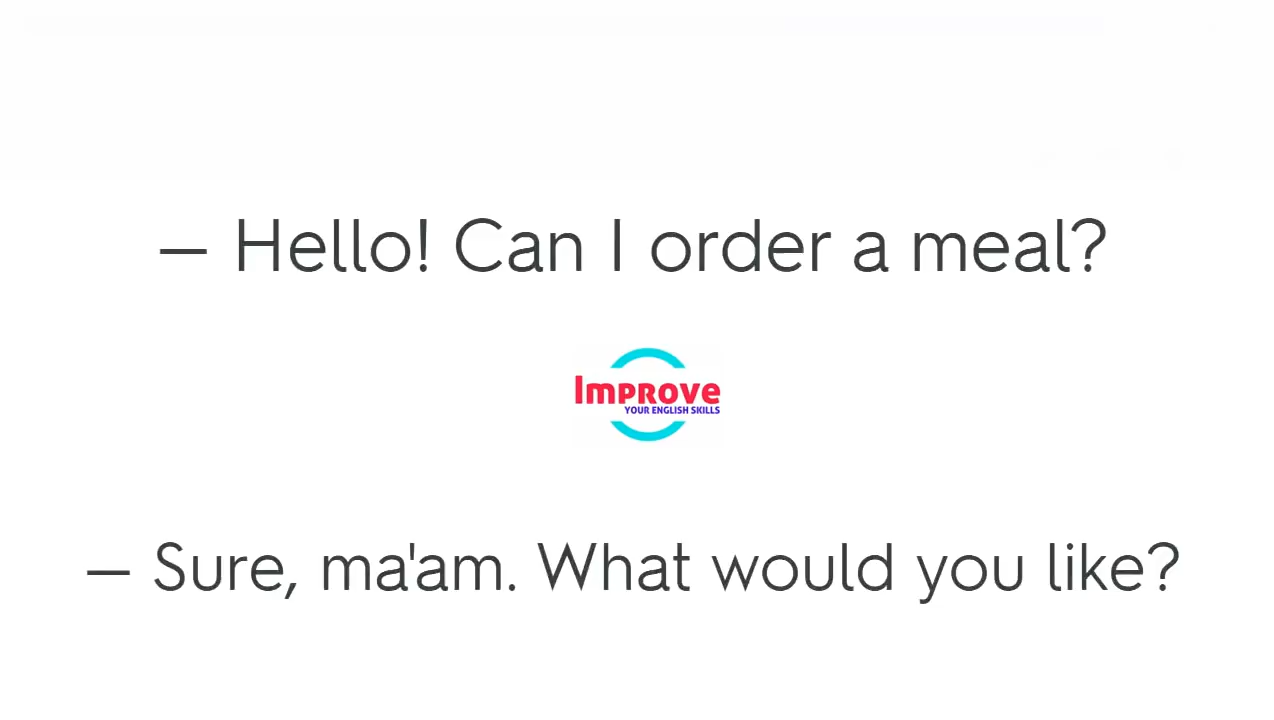 – Hello! Can I order a meal?
Improve
YOUR ENGLISH SKILLS
– Sure, ma'am. What would you like?